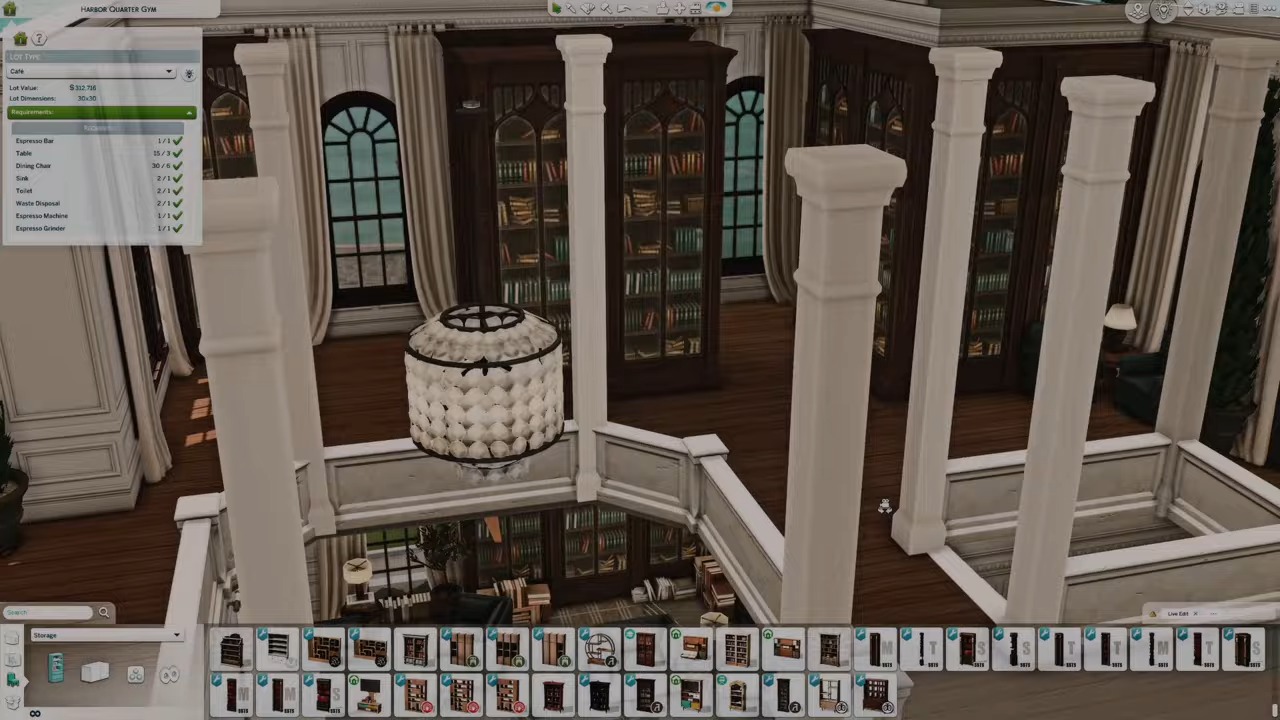 HARBOR QUARTER GYM
LOT TYPE
Café
Lot Value: $312,716
Lot Dimensions: 30x30
Requirements:
Espresso Bar 1/1
Table 15/3
Dining Chair 30/6
Sink 2/1
Toilet 2/1
Waste Disposal 2/1
Espresso Machine 1/1
Espresso Grinder 1/1
Search
Live Edit
Storage